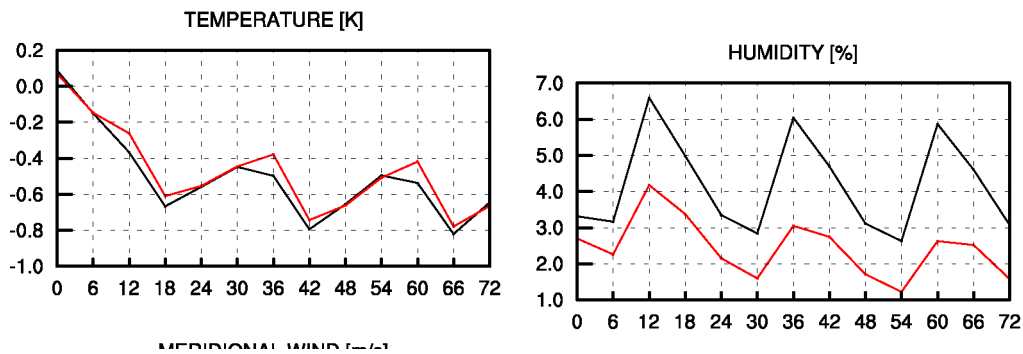 TEMPERATURE [K]
0.2
0.0
-0.2
-0.4
-0.6
-0.8
-1.0
0 6 12 18 24 30 36 42 48 54 60 66 72
HUMIDITY [%]
7.0
6.0
5.0
4.0
3.0
2.0
1.0
0 6 12 18 24 30 36 42 48 54 60 66 72
MERIDIONAL WIND [m/s]